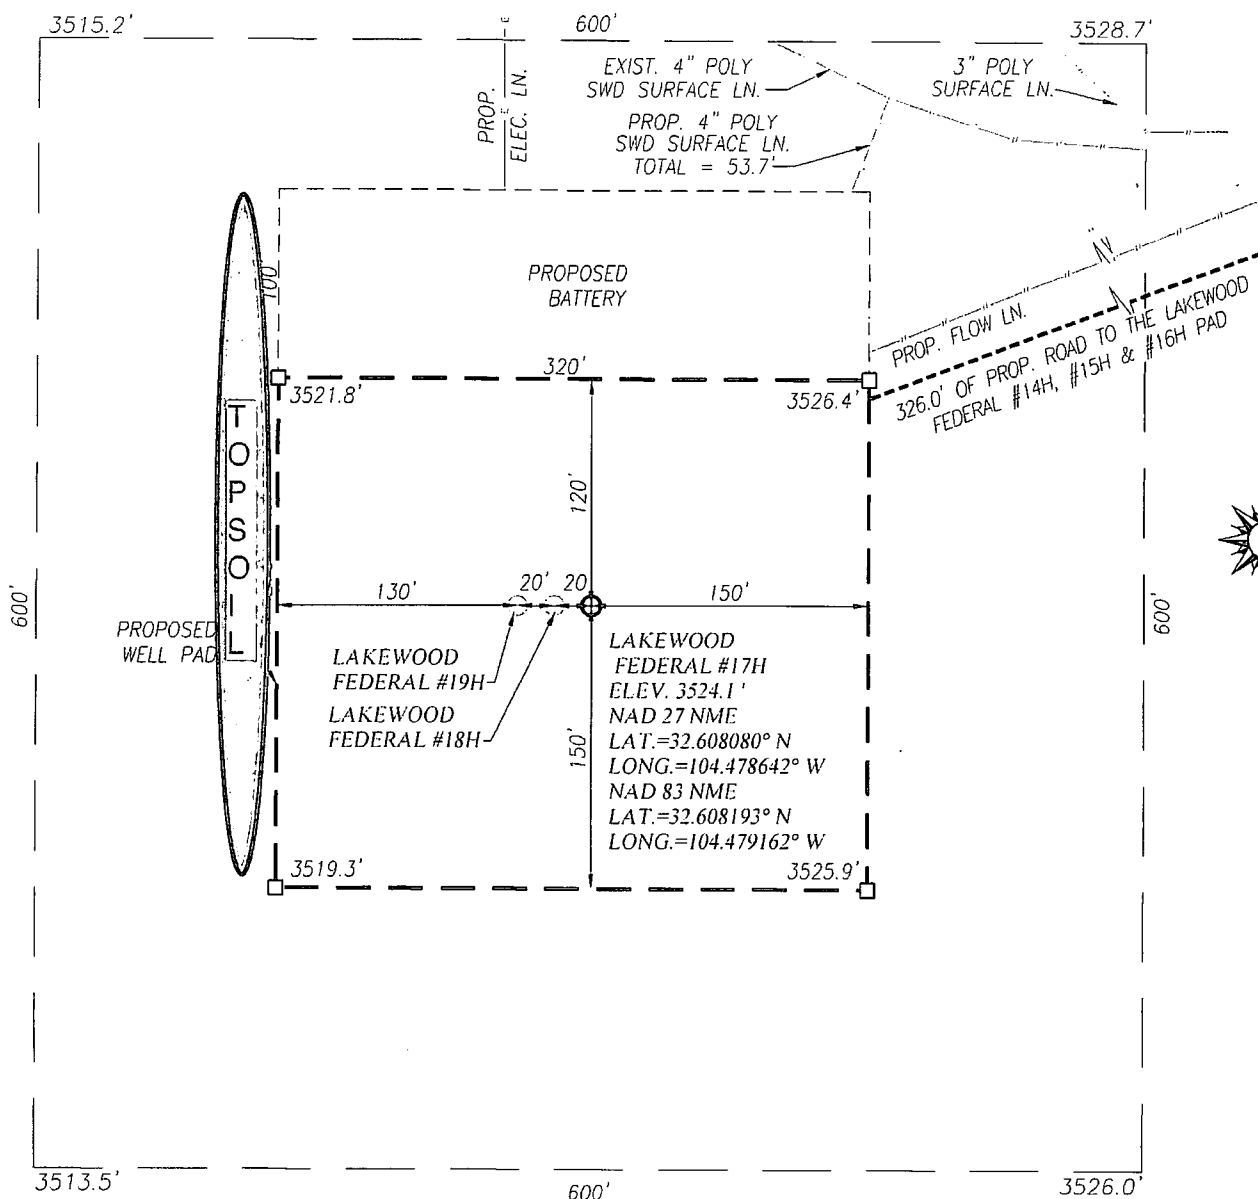 3515.2'
600'
3528.7'
E
PROP.
ELEC. LN.
E
EXIST. 4" POLY
SWD SURFACE LN.
3" POLY
SURFACE LN.
PROP. 4" POLY
SWD SURFACE LN.
TOTAL = 53.7'
100'
PROPOSED
BATTERY
PROP. FLOW LN.
326.0' OF PROP. ROAD TO THE LAKEWOOD
FEDERAL #14H, #15H & #16H PAD
320'
3521.8'
3526.4'
TOPSOIL
120'
600'
130'
20'
20
150'
600'
PROPOSED
WELL PAD
LAKEWOOD
FEDERAL #19H
LAKEWOOD
FEDERAL #18H
150'
LAKEWOOD
FEDERAL #17H
ELEV. 3524.1'
NAD 27 NME
LAT.=32.608080° N
LONG.=104.478642° W
NAD 83 NME
LAT.=32.608193° N
LONG.=104.479162° W
3519.3'
3525.9'
3513.5'
600'
3526.0'